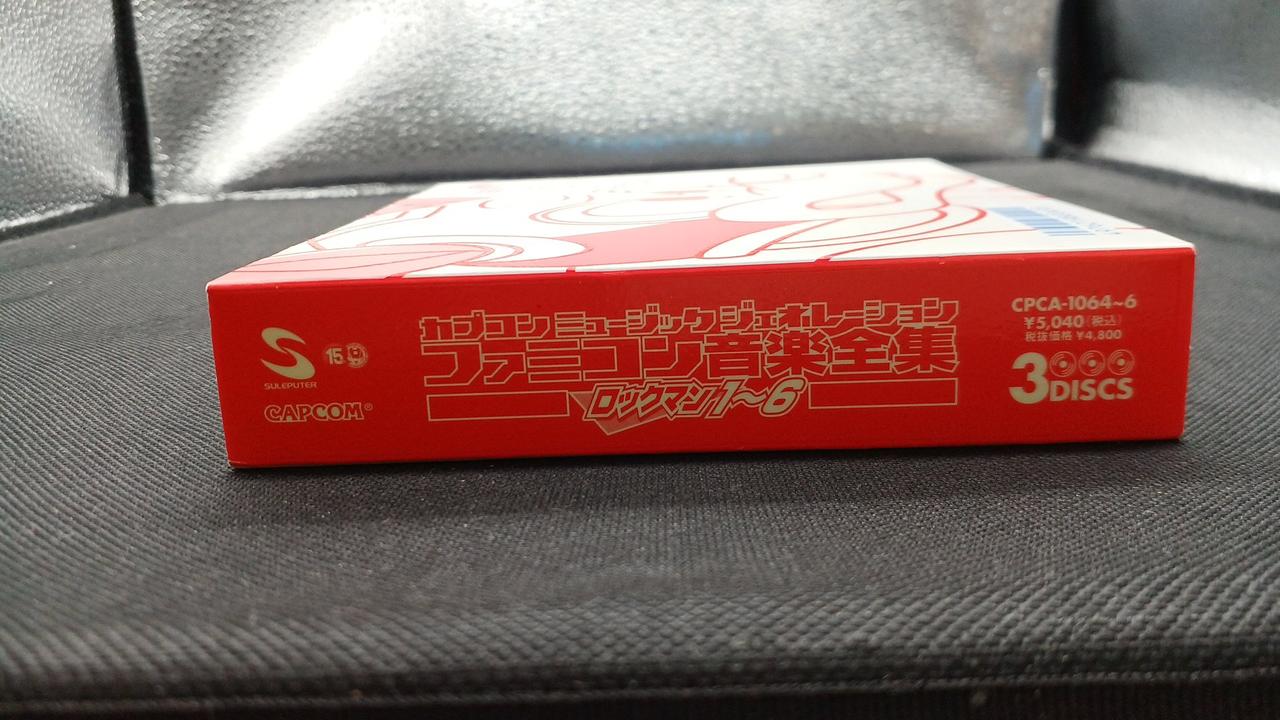 SULEPUTER
15
CAPCOM®
カプコン ミュージック ジェネレーション
ファミコン音楽全集
ロックマン1〜6
CPCA-1064~6
¥5,040（税込）
税抜価格 ¥4,800
3DISCS